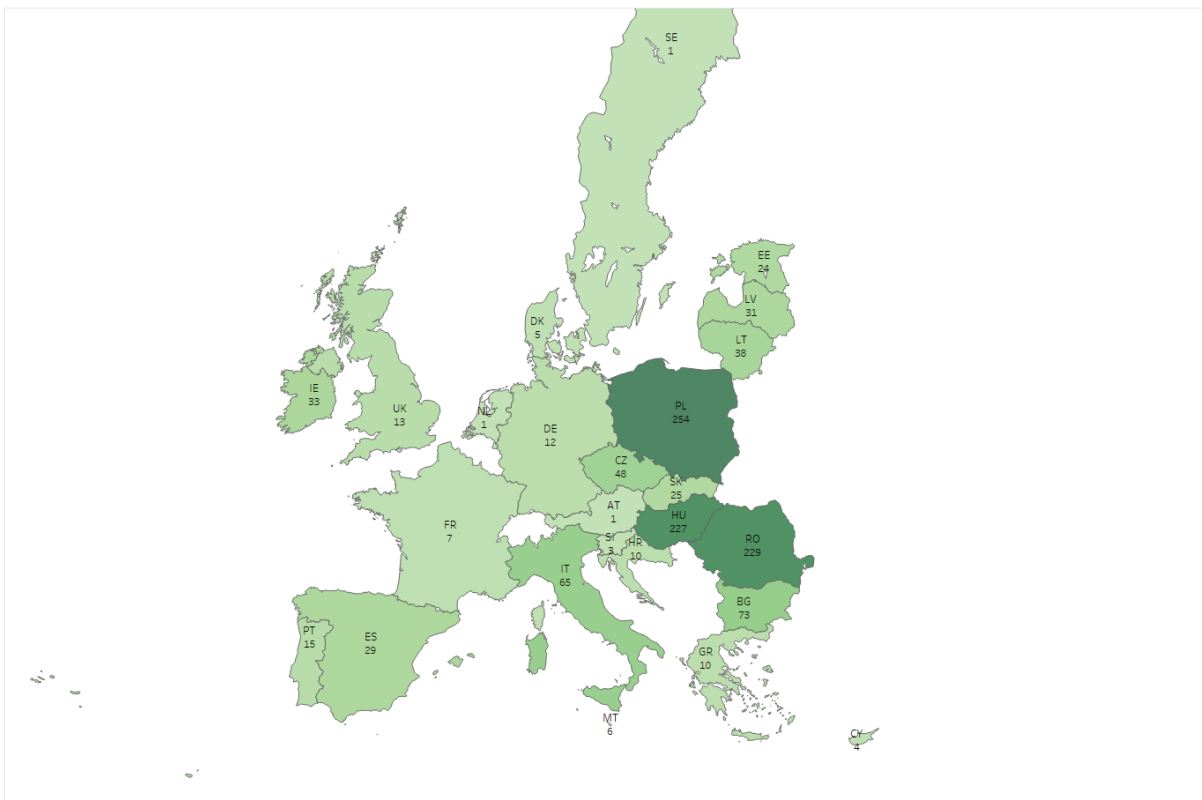 SE
1
EE
24
LV
31
DK
5
LT
38
IE
33
UK
13
NL
1
PL
254
DE
12
CZ
48
SK
25
AT
1
HU
227
FR
7
SI
3
HR
10
RO
229
IT
65
BG
73
PT
15
ES
29
GR
10
MT
6
CY
4